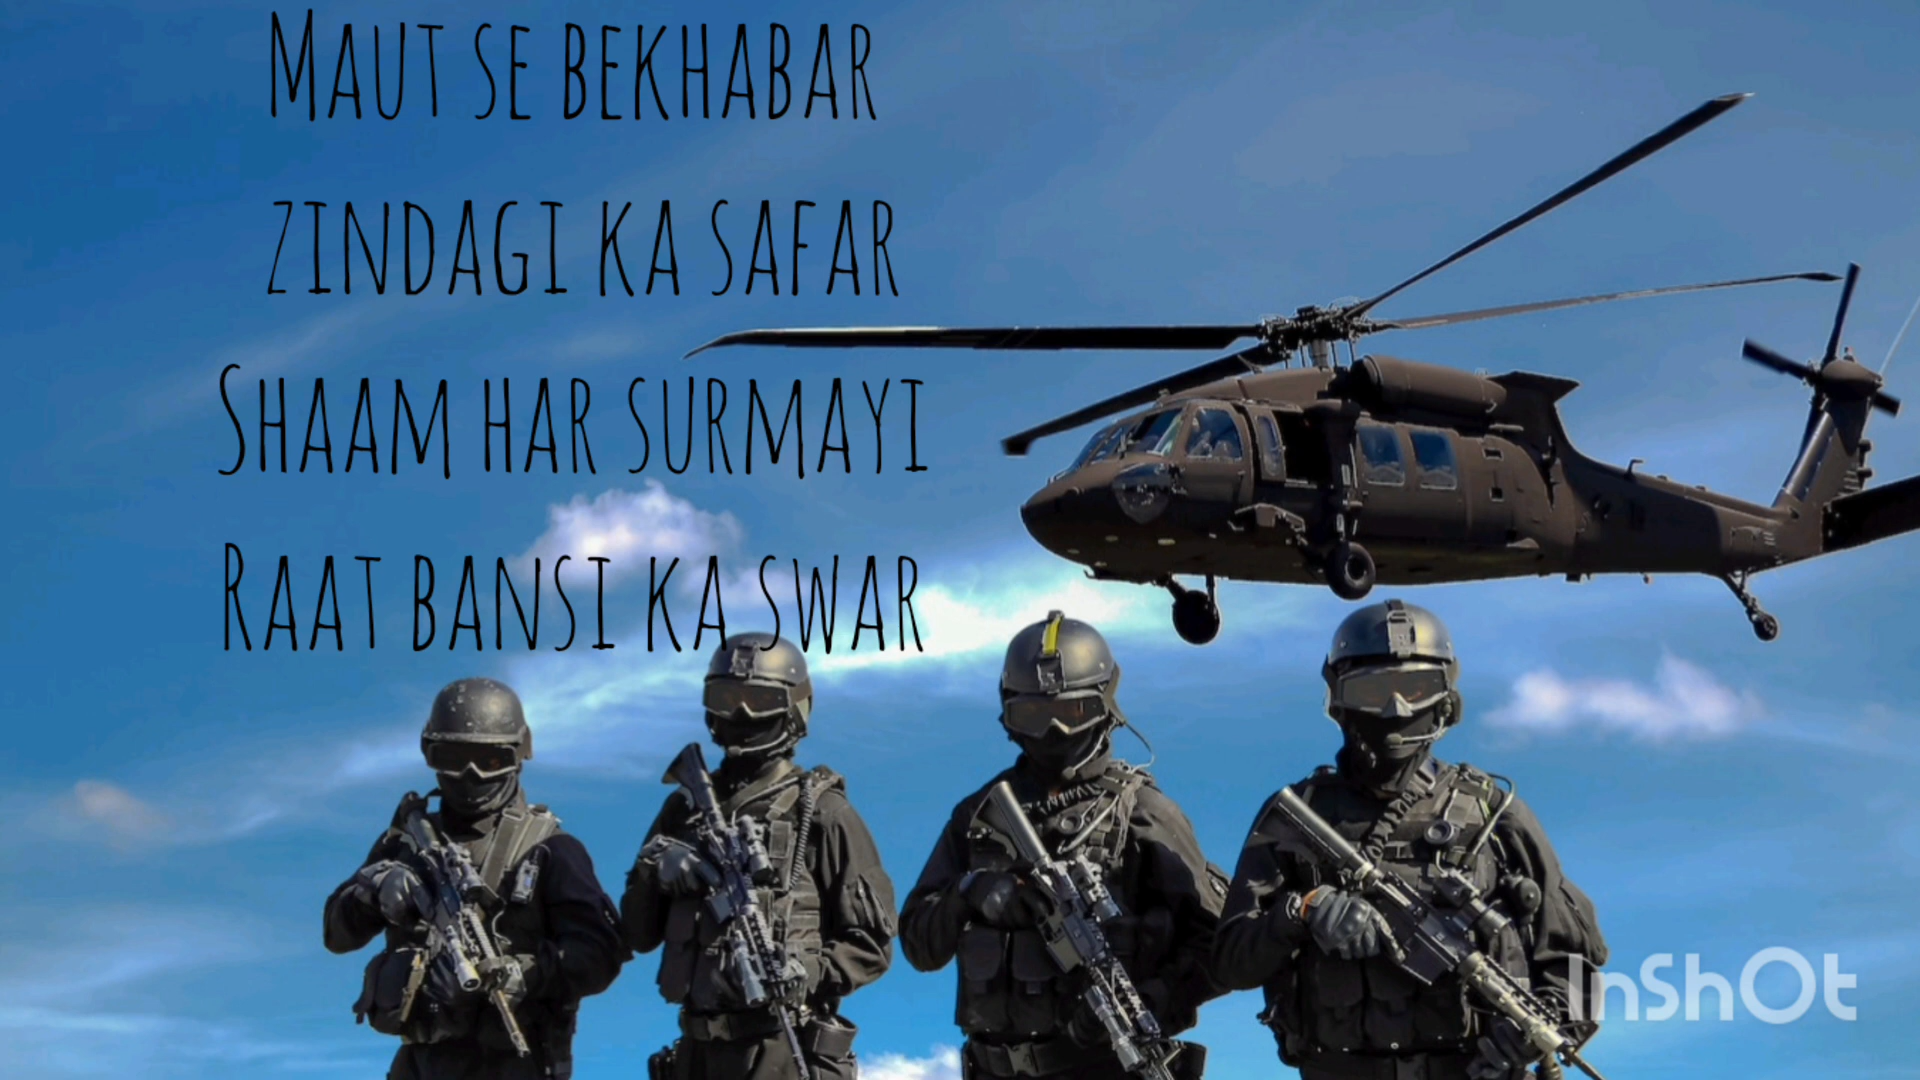 Maut se bekhabar
zindagi ka safar
Shaam har surmayi
Raat bansi ka swar
InShOt